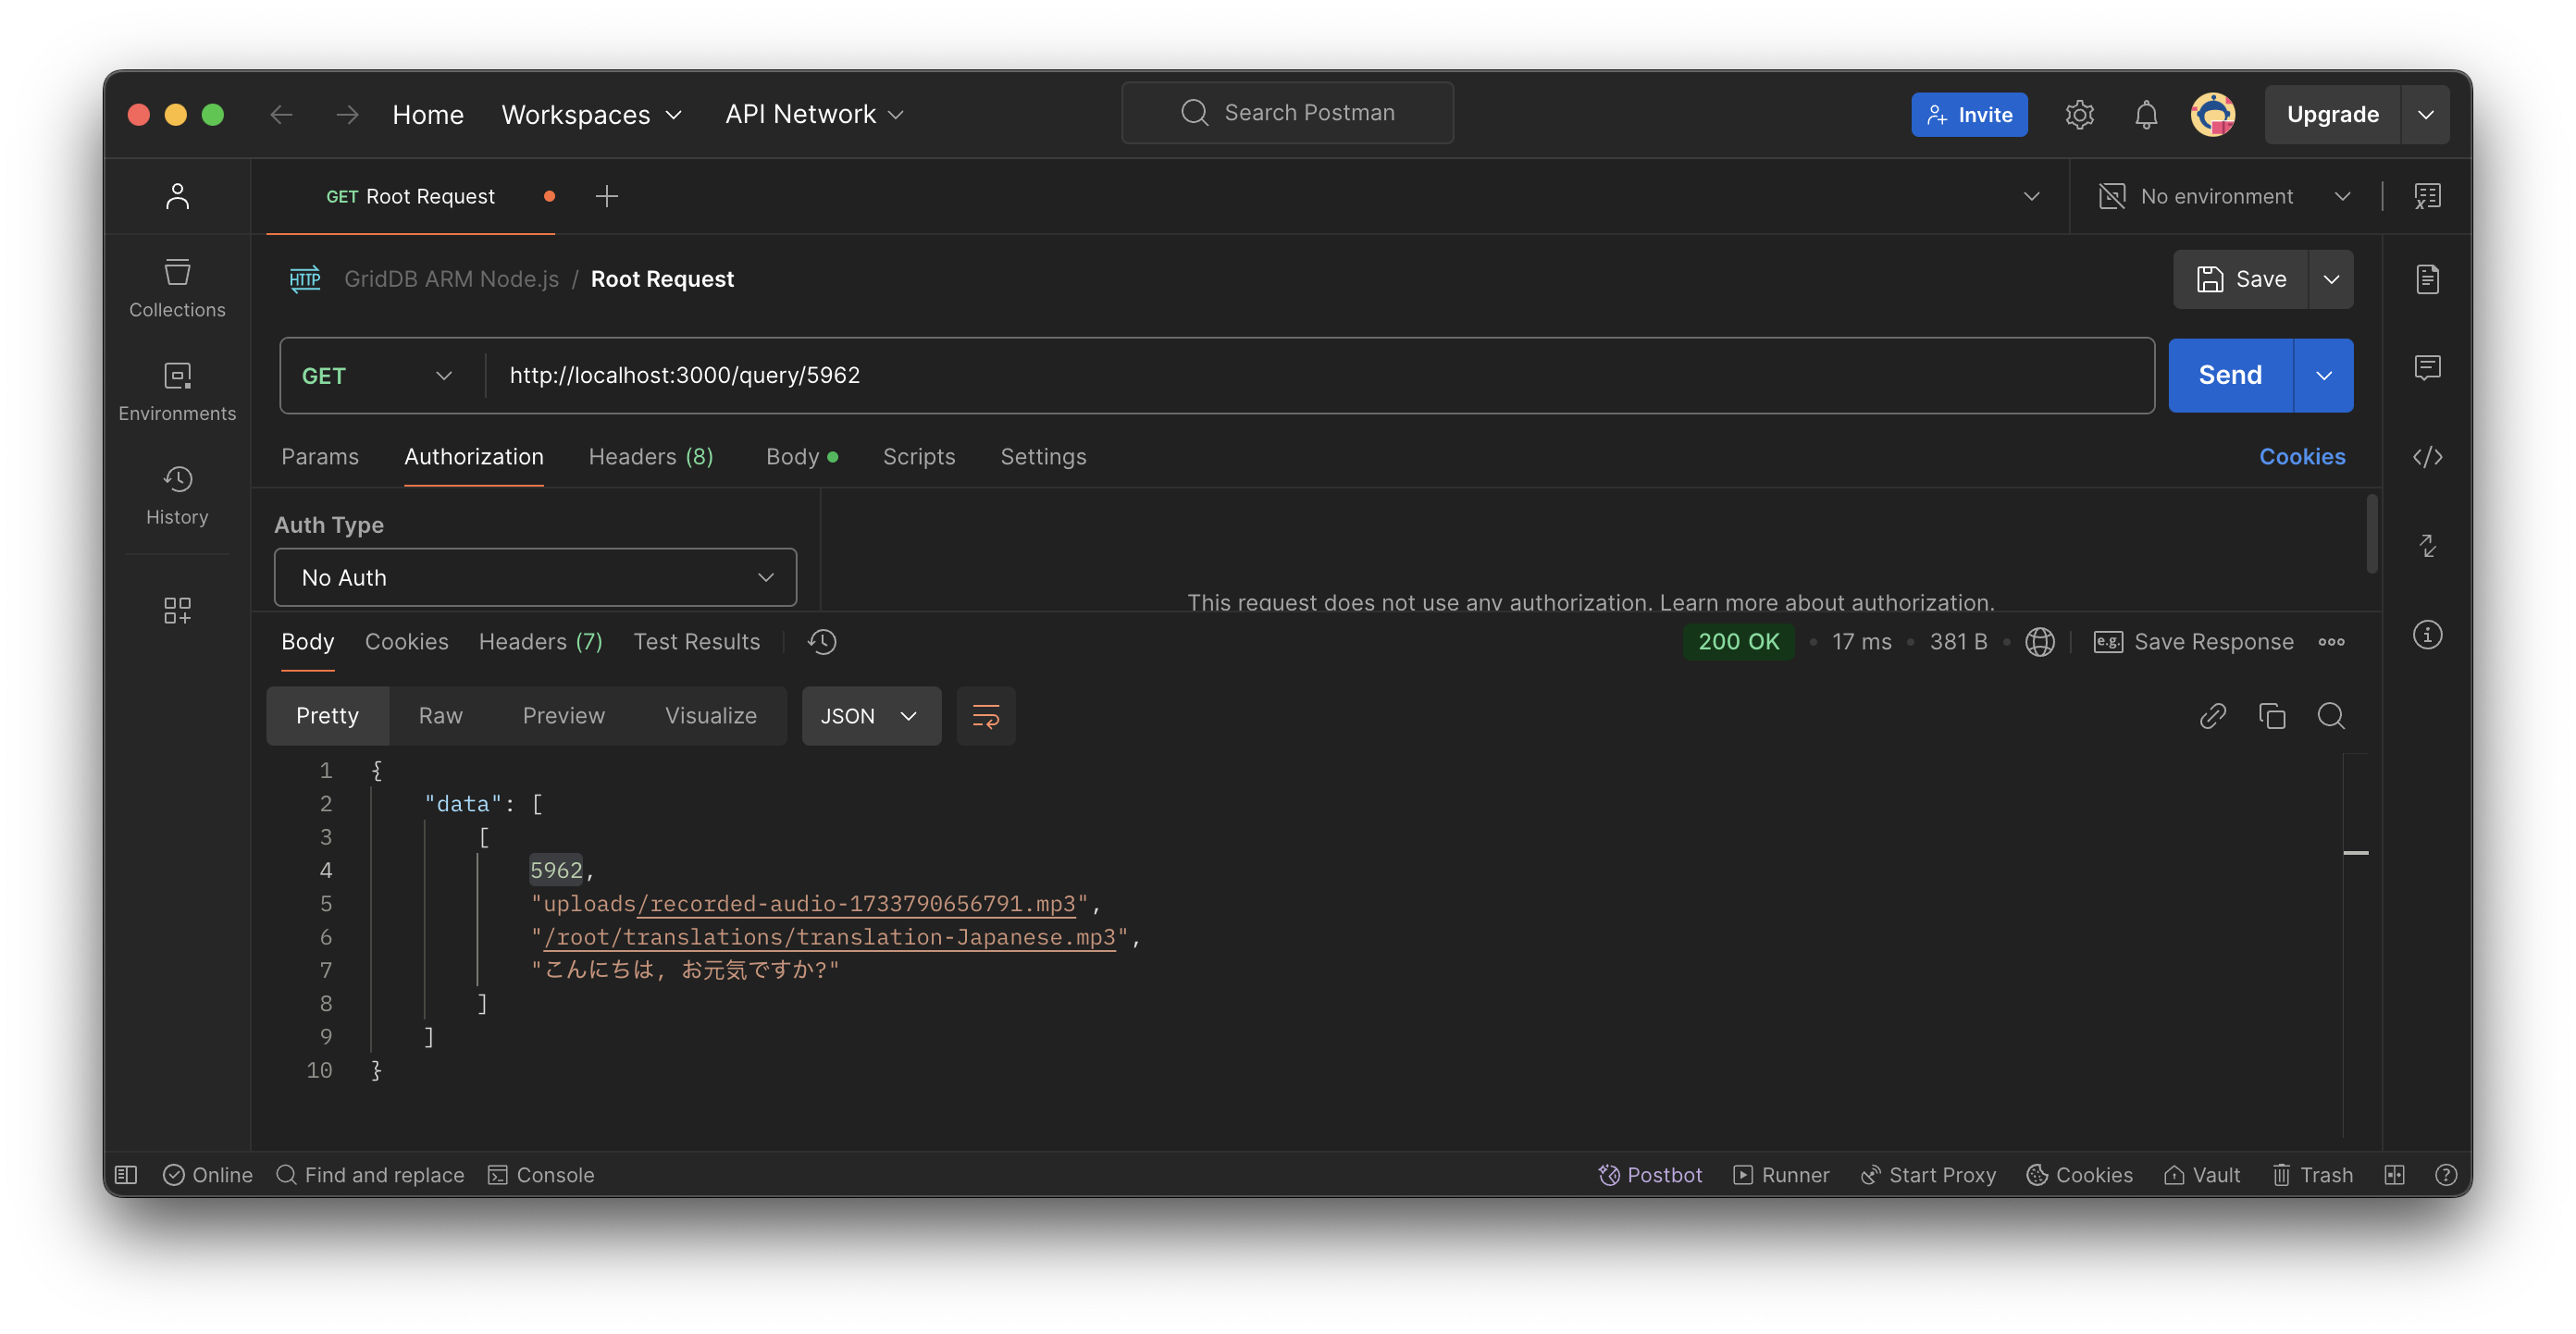 Home Workspaces API Network Search Postman Invite Upgrade
GET Root Request No environment
HTTP GridDB ARM Node.js / Root Request Save
Collections
Environments
History
GET http://localhost:3000/query/5962 Send
Params Authorization Headers (8) Body Scripts Settings Cookies
Auth Type
No Auth
This request does not use any authorization. Learn more about authorization.
Body Cookies Headers (7) Test Results 200 OK 17 ms 381 B e.g. Save Response
Pretty Raw Preview Visualize JSON
1 {
2 "data": [
3 [
4 5962,
5 "uploads/recorded-audio-1733790656791.mp3",
6 "/root/translations/translation-Japanese.mp3",
7 "こんにちは, お元気ですか?"
8 ]
9 ]
10 }
Online Find and replace Console Postbot Runner Start Proxy Cookies Vault Trash